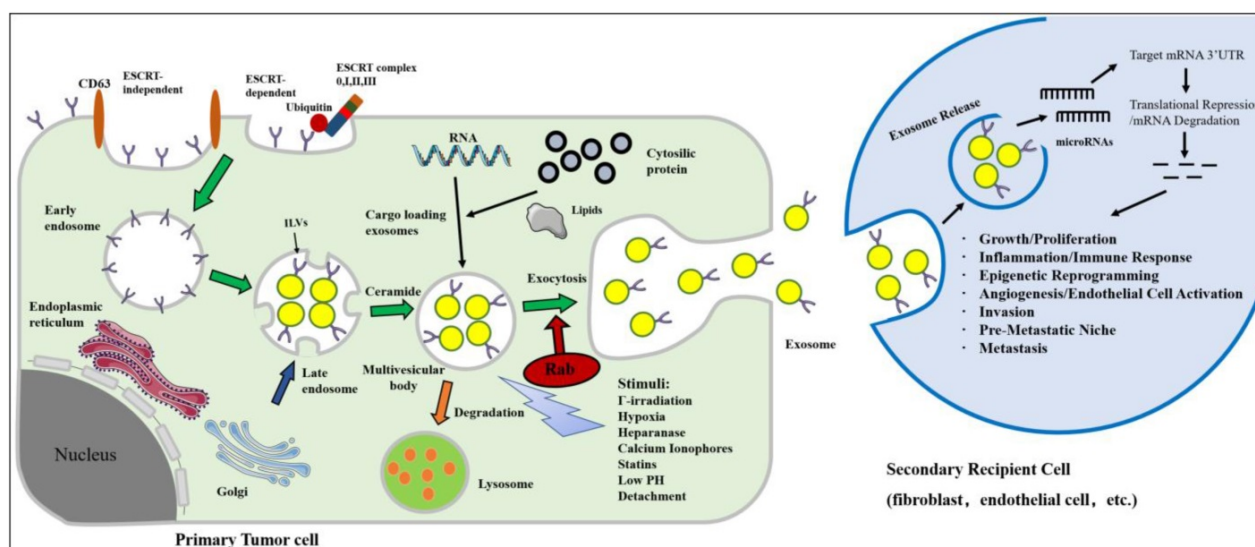 CD63
ESCRT-
independent
ESCRT-
dependent
ESCRT complex
0,I,II,III
Ubiquitin
Early
endosome
ILVs
RNA
Cytosilic
protein
Cargo loading
exosomes
Lipids
Endoplasmic
reticulum
Ceramide
Exocytosis
Late
endosome
Multivesicular
body
Rab
Degradation
Stimuli:
Γ-irradiation
Hypoxia
Heparanase
Calcium Ionophores
Statins
Low PH
Detachment
Nucleus
Golgi
Lysosome
Primary Tumor cell
Exosome
Exosome Release
microRNAs
Target mRNA 3'UTR
Translational Repression
/mRNA Degradation
· Growth/Proliferation
· Inflammation/Immune Response
· Epigenetic Reprogramming
· Angiogenesis/Endothelial Cell Activation
· Invasion
· Pre-Metastatic Niche
· Metastasis
Secondary Recipient Cell
(fibroblast, endothelial cell, etc.)